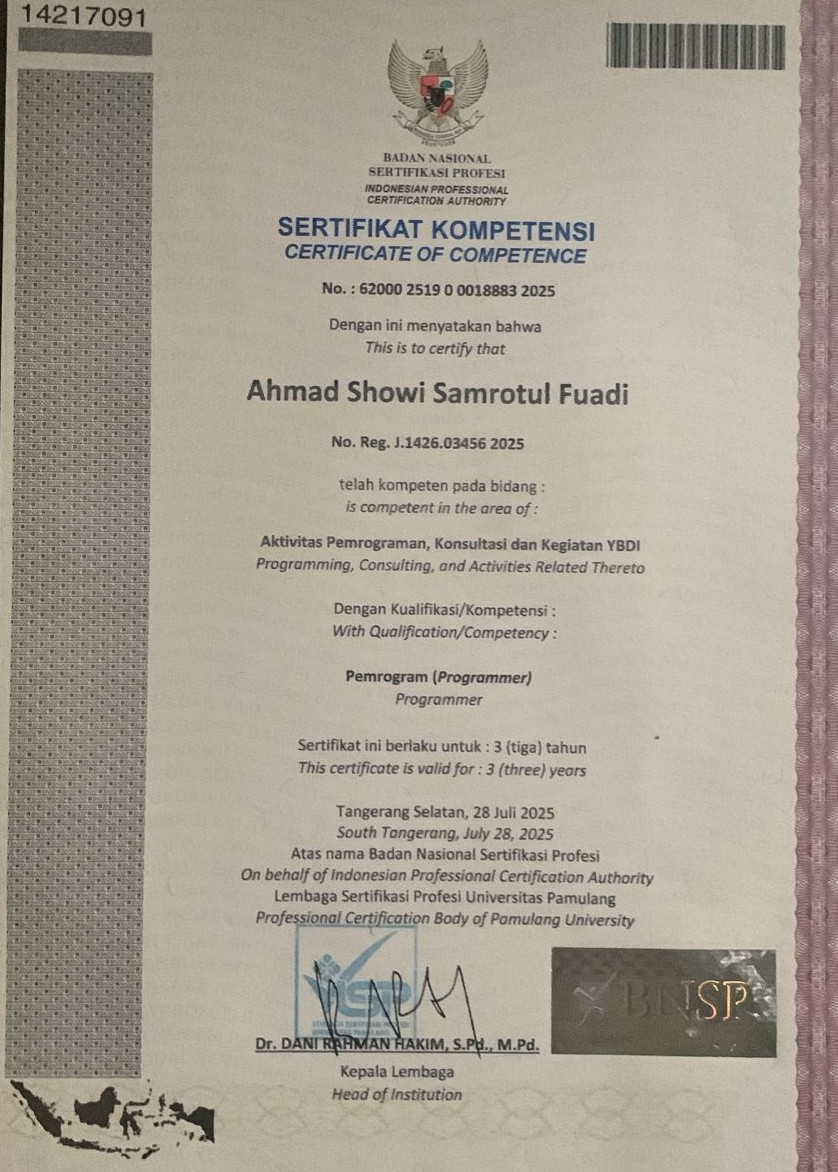 14217091
BADAN NASIONAL
SERTIFIKASI PROFESI
INDONESIAN PROFESSIONAL
CERTIFICATION AUTHORITY
SERTIFIKAT KOMPETENSI
CERTIFICATE OF COMPETENCE
No. : 62000 2519 0 0018883 2025
Dengan ini menyatakan bahwa
This is to certify that
Ahmad Showi Samrotul Fuadi
No. Reg. J.1426.03456 2025
telah kompeten pada bidang :
is competent in the area of :
Aktivitas Pemrograman, Konsultasi dan Kegiatan YBDI
Programming, Consulting, and Activities Related Thereto
Dengan Kualifikasi/Kompetensi :
With Qualification/Competency :
Pemrogram (Programmer)
Programmer
Sertifikat ini berlaku untuk : 3 (tiga) tahun
This certificate is valid for : 3 (three) years
Tangerang Selatan, 28 Juli 2025
South Tangerang, July 28, 2025
Atas nama Badan Nasional Sertifikasi Profesi
On behalf of Indonesian Professional Certification Authority
Lembaga Sertifikasi Profesi Universitas Pamulang
Professional Certification Body of Pamulang University
LSP
BNSP
Dr. DANI RAHMAN HAKIM, S.Pd., M.Pd.
Kepala Lembaga
Head of Institution